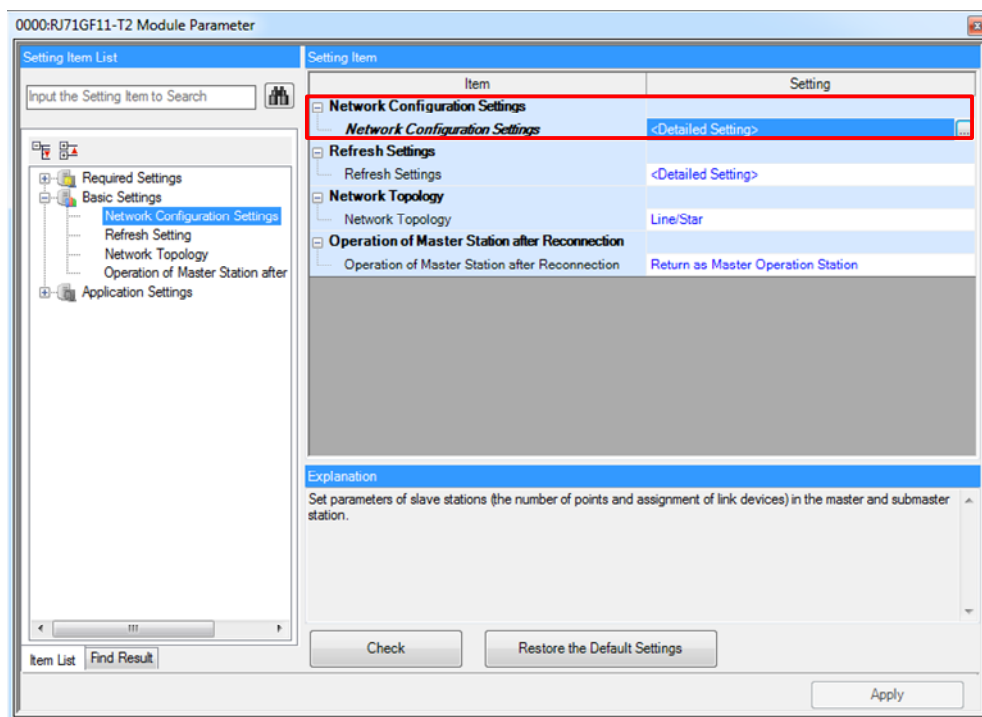 0000:RJ71GF11-T2 Module Parameter
Setting Item List
Input the Setting Item to Search
Required Settings
Basic Settings
Network Configuration Settings
Refresh Setting
Network Topology
Operation of Master Station after
Application Settings
Item List Find Result
Setting Item
Item Setting
Network Configuration Settings
Network Configuration Settings <Detailed Setting> ...
Refresh Settings
Refresh Settings <Detailed Setting>
Network Topology
Network Topology Line/Star
Operation of Master Station after Reconnection
Operation of Master Station after Reconnection Return as Master Operation Station
Explanation
Set parameters of slave stations (the number of points and assignment of link devices) in the master and submaster
station.
Check Restore the Default Settings
Apply